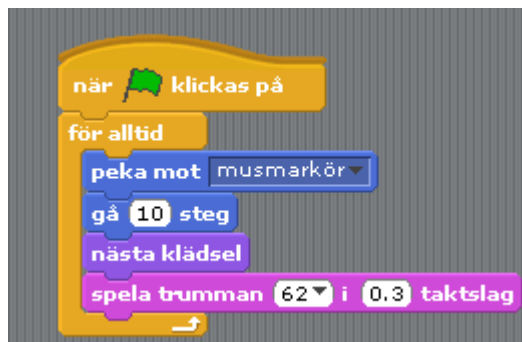 när klickas på
för alltid
peka mot musmarkör
gå 10 steg
nästa klädsel
spela trumman 62 i 0.3 taktslag